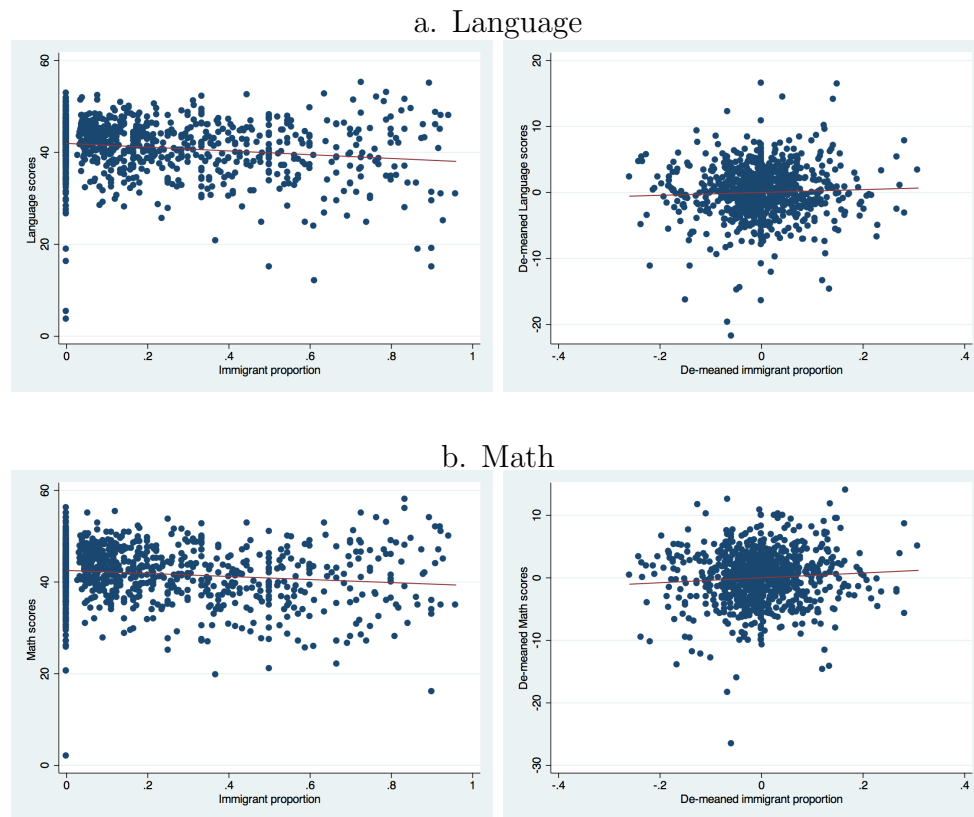 a. Language
60
40
20
0
Language scores
0 .2 .4 .6 .8 1
Immigrant proportion
20
10
0
-10
-20
De-meaned Language scores
-.4 -.2 0 .2 .4
De-meaned immigrant proportion
b. Math
60
40
20
0
Math scores
0 .2 .4 .6 .8 1
Immigrant proportion
10
0
-10
-20
-30
De-meaned Math scores
-.4 -.2 0 .2 .4
De-meaned immigrant proportion